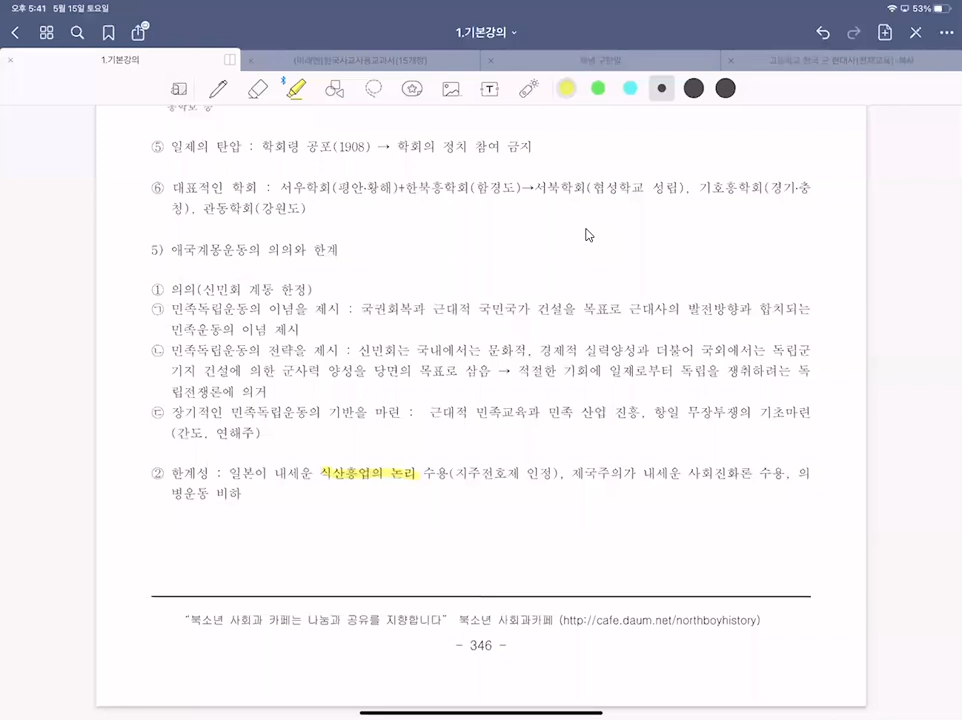 오후 5:41 5월 15일 토요일
53%
1.기본강의
1.기본강의
⑤ 일제의 탄압 : 학회령 공포(1908) → 학회의 정치 참여 금지
⑥ 대표적인 학회 : 서우학회(평안·황해)+한북흥학회(함경도)→서북학회(협성학교 성립), 기호흥학회(경기·충
청), 관동학회(강원도)
5) 애국계몽운동의 의의와 한계
① 의의(신민회 계통 한정)
㉠ 민족독립운동의 이념을 제시 : 국권회복과 근대적 국민국가 건설을 목표로 근대사의 발전방향과 합치되는
민족운동의 이념 제시
㉡ 민족독립운동의 전략을 제시 : 신민회는 국내에서는 문화적, 경제적 실력양성과 더불어 국외에서는 독립군
기지 건설에 의한 군사력 양성을 당면의 목표로 삼음 → 적절한 기회에 일제로부터 독립을 쟁취하려는 독
립전쟁론에 의거
㉢ 장기적인 민족독립운동의 기반을 마련 : 근대적 민족교육과 민족 산업 진흥, 항일 무장투쟁의 기초마련
(간도, 연해주)
② 한계성 : 일본이 내세운 식산흥업의 논리 수용(지주전호제 인정), 제국주의가 내세운 사회진화론 수용, 의
병운동 비하
“북소년 사회과 카페는 나눔과 공유를 지향합니다” 북소년 사회과카페 (http://cafe.daum.net/northboyhistory)
- 346 -